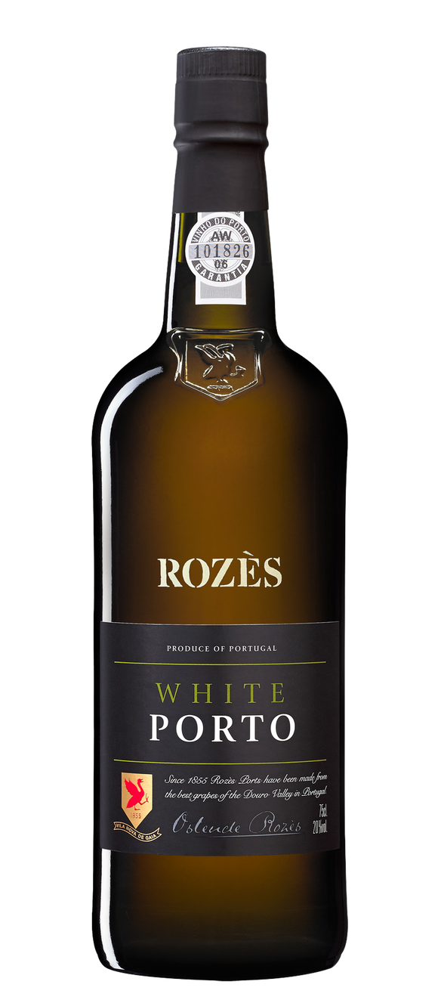 VINHO DO PORTO
AW
101826
06
GARANTIA
ROZÈS
PRODUCE OF PORTUGAL
WHITE
PORTO
Since 1855 Rozès Ports have been made from
the best grapes of the Douro Valley in Portugal.
1855
VILA NOVA DE GAIA
Ostende Rozès
75cl.
20%vol.